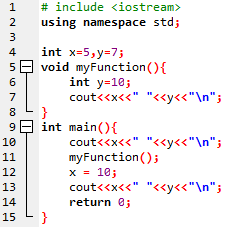 1 # include <iostream>
2 using namespace std;
3
4 int x=5,y=7;
5 void myFunction(){
6 int y=10;
7 cout<<x<<" "<<y<<"\n";
8 }
9 int main(){
10 cout<<x<<" "<<y<<"\n";
11 myFunction();
12 x = 10;
13 cout<<x<<" "<<y<<"\n";
14 return 0;
15 }